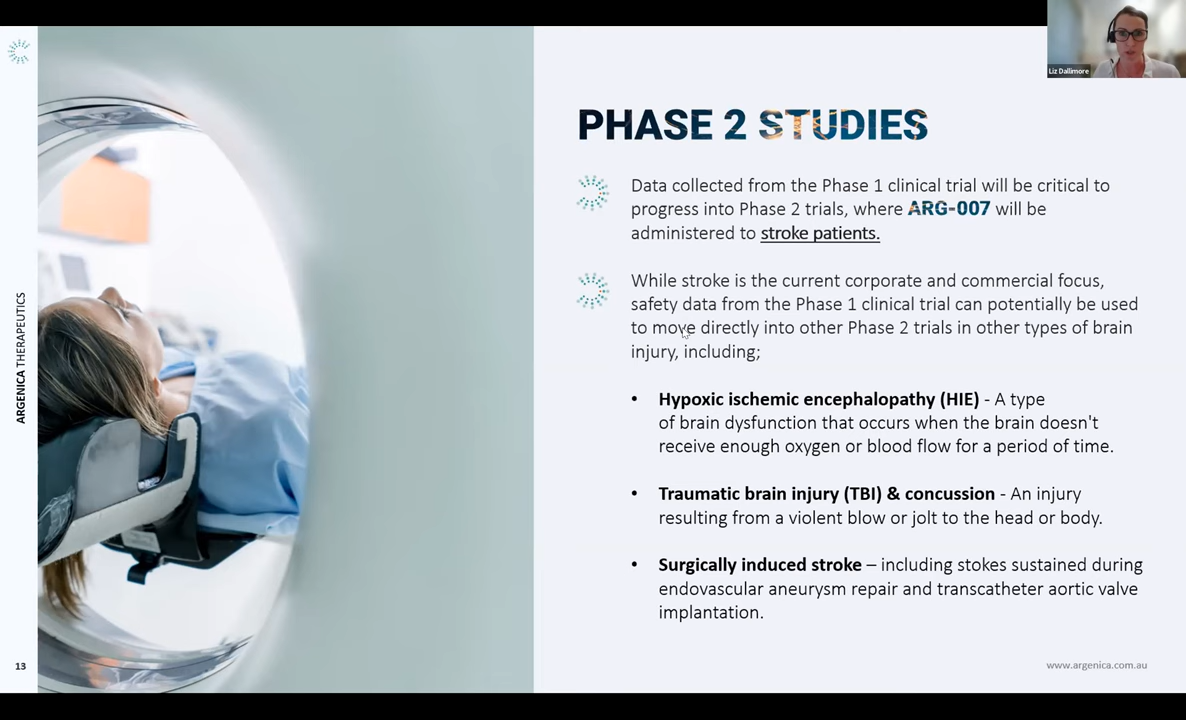 Liz Dallimore
PHASE 2 STUDIES
Data collected from the Phase 1 clinical trial will be critical to
progress into Phase 2 trials, where ARG-007 will be
administered to stroke patients.
While stroke is the current corporate and commercial focus,
safety data from the Phase 1 clinical trial can potentially be used
to move directly into other Phase 2 trials in other types of brain
injury, including;
• Hypoxic ischemic encephalopathy (HIE) - A type
of brain dysfunction that occurs when the brain doesn't
receive enough oxygen or blood flow for a period of time.
• Traumatic brain injury (TBI) & concussion - An injury
resulting from a violent blow or jolt to the head or body.
• Surgically induced stroke – including stokes sustained during
endovascular aneurysm repair and transcatheter aortic valve
implantation.
ARGENICA THERAPEUTICS
13
www.argenica.com.au